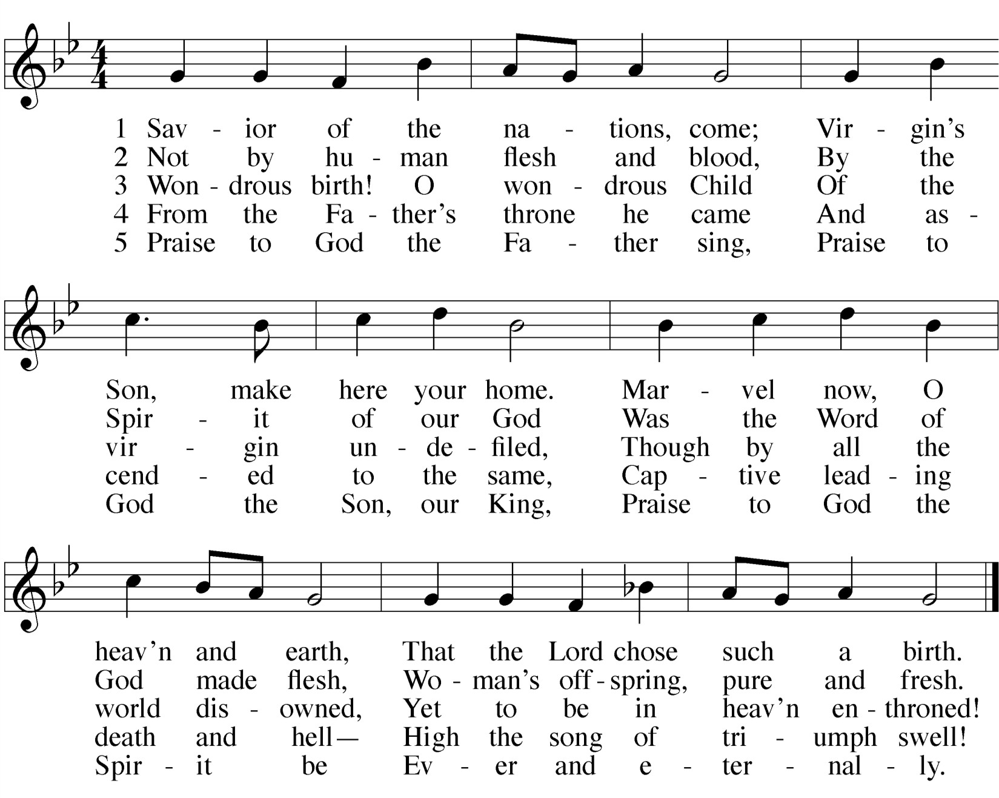 4
4
1 Sav - ior of the na - tions, come; Vir - gin's
2 Not by hu - man flesh and blood, By the
3 Won - drous birth! O won - drous Child Of the
4 From the Fa - ther's throne he came And as -
5 Praise to God the Fa - ther sing, Praise to
Son, make here your home. Mar - vel now, O
Spir - it of our God Was the Word of
vir - gin un - de - filed, Though by all the
cend - ed to the same, Cap - tive lead - ing
God the Son, our King, Praise to God the
heav'n and earth, That the Lord chose such a birth.
God made flesh, Wo - man's off - spring, pure and fresh.
world dis - owned, Yet to be in heav'n en - throned!
death and hell— High the song of tri - umph swell!
Spir - it be Ev - er and e - ter - nal - ly.